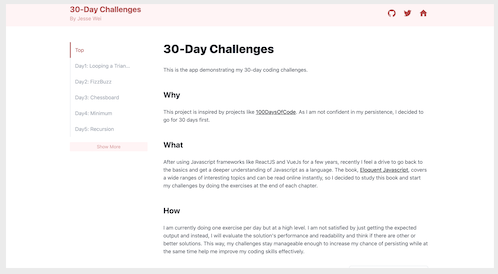 30-Day Challenges
By Jesse Wei
Top
Day1: Looping a Trian...
Day2: FizzBuzz
Day3: Chessboard
Day4: Minimum
Day5: Recursion
Show More
30-Day Challenges
This is the app demonstrating my 30-day coding challenges.
Why
This project is inspired by projects like 100DaysOfCode. As I am not confident in my persistence, I decided to
go for 30 days first.
What
After using Javascript frameworks like ReactJS and VueJs for a few years, recently I feel a drive to go back to
the basics and get a deeper understanding of Javascript as a language. The book, Eloquent Javascript, covers
a wide ranges of interesting topics and can be read online instantly, so I decided to study this book and start
my challenges by doing the exercises at the end of each chapter.
How
I am currently doing one exercise per day but at a high level. I am not satisfied by just getting the expected
output and instead, I will evaluate the solution's performance and readability and think if there are other or
better solutions. This way, my challenges stay manageable enough to increase my chance of persisting while at
the same time help me improve my coding skills effectively.